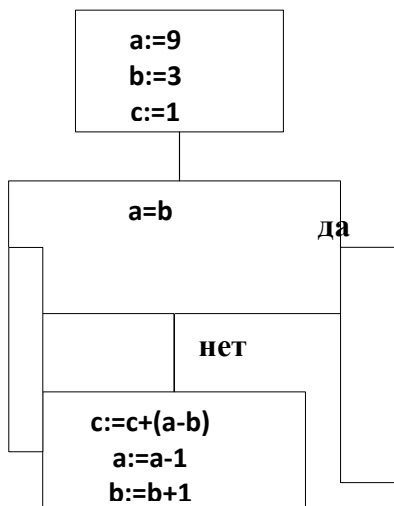 a:=9
b:=3
c:=1
a=b
да
нет
c:=c+(a-b)
a:=a-1
b:=b+1